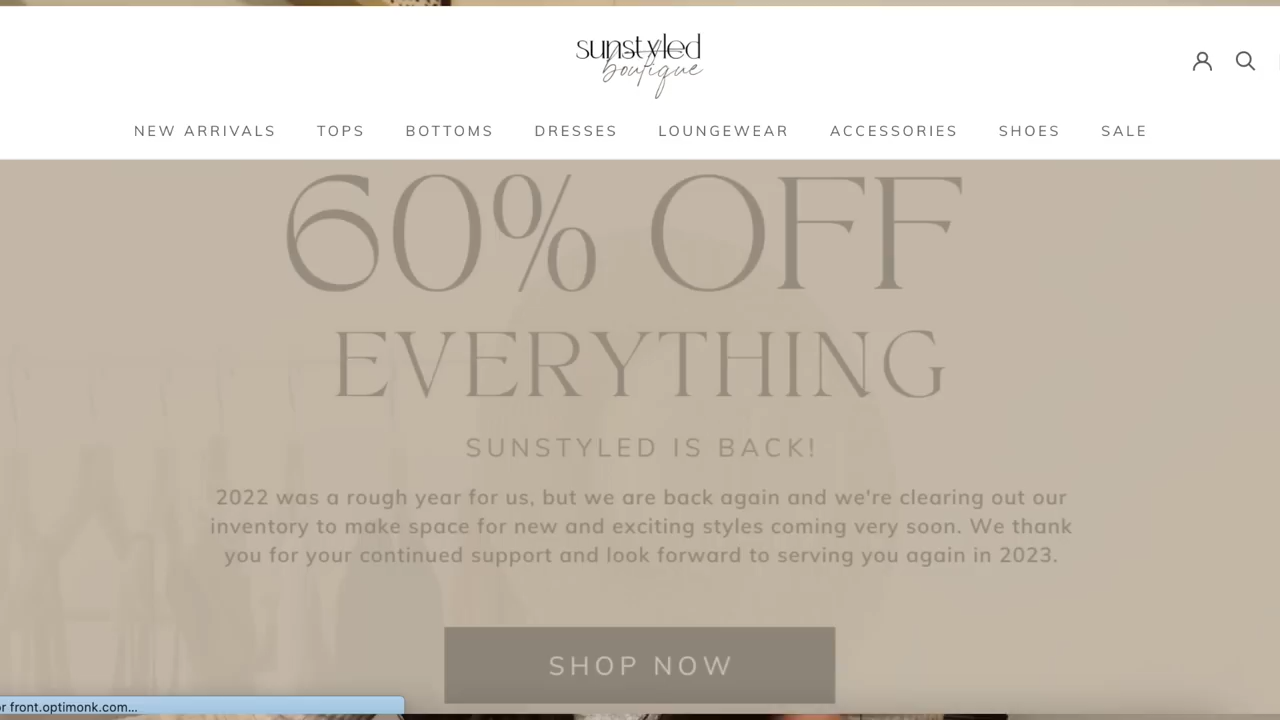 sunstyled
boutique
NEW ARRIVALS TOPS BOTTOMS DRESSES LOUNGEWEAR ACCESSORIES SHOES SALE
60% OFF
EVERYTHING
SUNSTYLED IS BACK!
2022 was a rough year for us, but we are back again and we're clearing out our
inventory to make space for new and exciting styles coming very soon. We thank
you for your continued support and look forward to serving you again in 2023.
SHOP NOW
or front.optimonk.com...